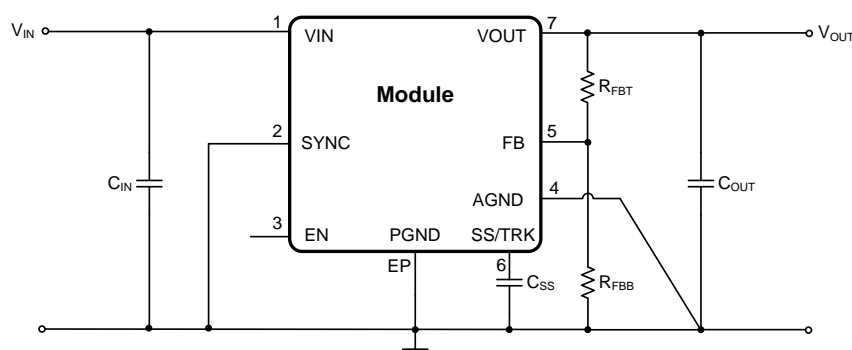 VIN
1
VIN
VOUT
7
VOUT
Module
RFBT
2
SYNC
FB
5
CIN
COUT
AGND
4
3
EN
PGND
SS/TRK
EP
6
CSS
RFBB